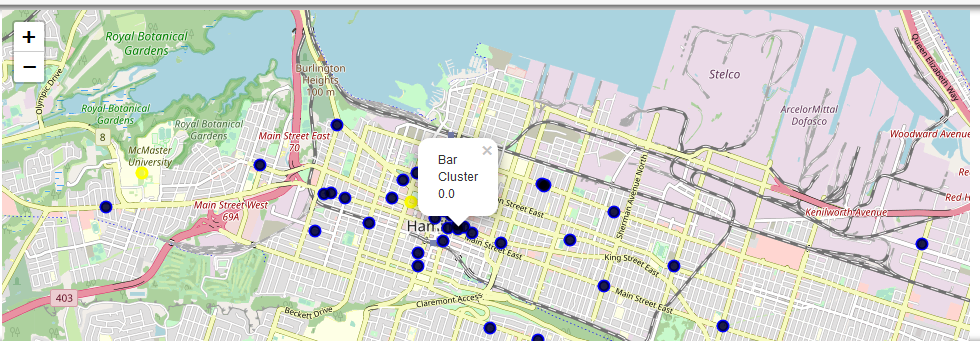 +
−
Royal Botanical
Gardens
Olympic Drive
Royal Botanical
Gardens
8
McMaster
University
Royal Botanical
Gardens
Burlington
Heights
100 m
Main Street East
70
Main Street West
69A
403
Beckett Drive
Claremont Access
Bar
Cluster
0.0
×
Ham
Street East
Main Street East
King Street East
Main Street East
Sherman Avenue North
Stelco
ArcelorMittal
Dofasco
Queen Elizabeth Way
Woodward Avenue
Kenilworth Avenue
Red H